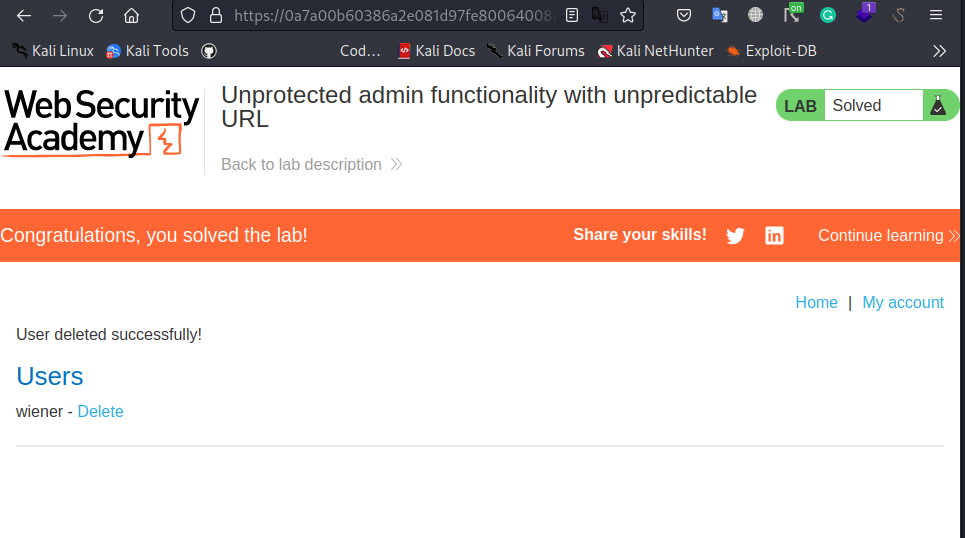 https://0a7a00b60386a2e081d97fe80064008
on
1
Kali Linux Kali Tools Cod... Kali Docs Kali Forums Kali NetHunter Exploit-DB
Web Security
Academy
Unprotected admin functionality with unpredictable
URL
LAB Solved
Back to lab description
Congratulations, you solved the lab!
Share your skills!
Continue learning
Home | My account
User deleted successfully!
Users
wiener - Delete